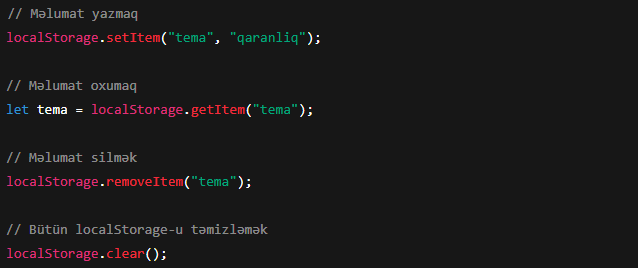 // Məlumat yazmaq
localStorage.setItem("tema", "qaranliq");
// Məlumat oxumaq
let tema = localStorage.getItem("tema");
// Məlumat silmək
localStorage.removeItem("tema");
// Bütün localStorage-u təmizləmək
localStorage.clear();